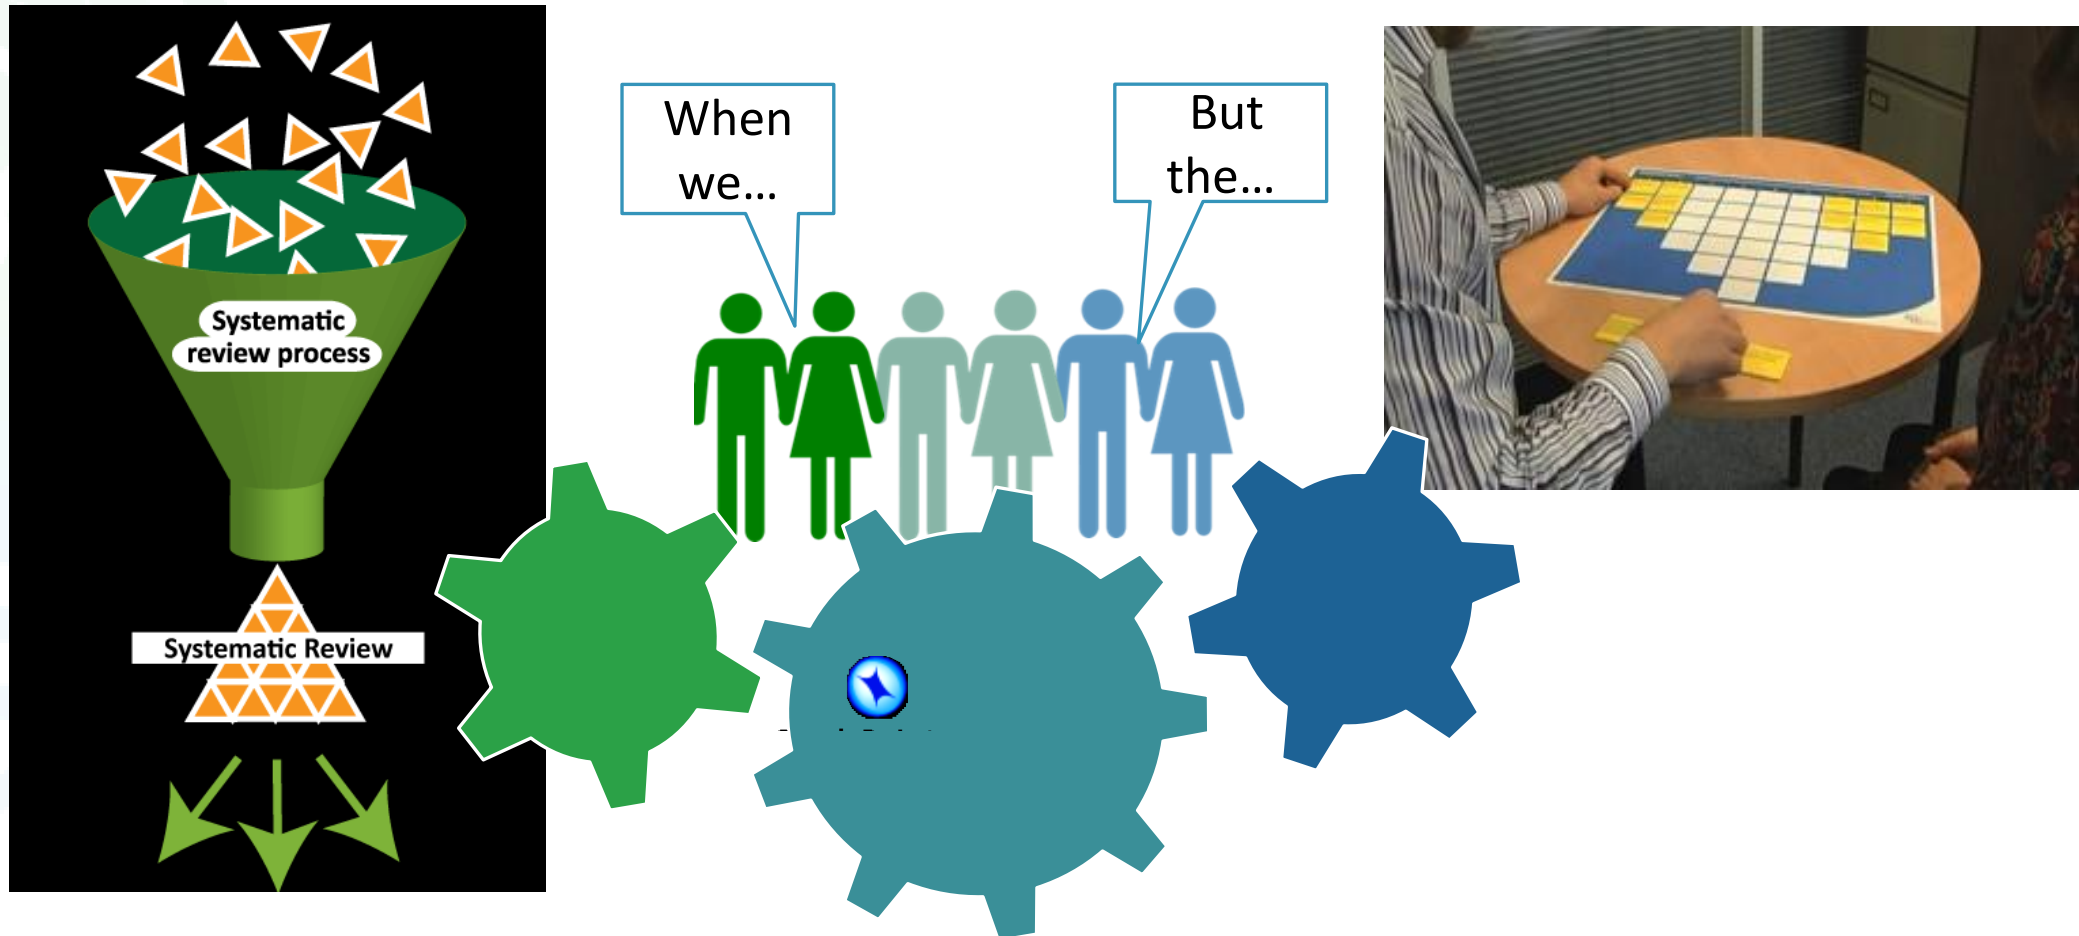 When
we...
But
the...
Systematic
review process
Systematic Review